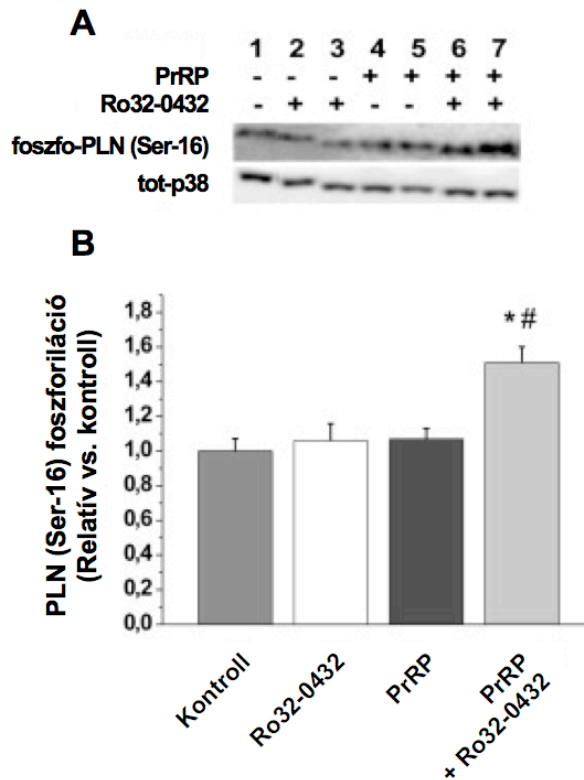 A
1 2 3 4 5 6 7
PrRP - - - + + + +
Ro32-0432 - + + - - + +
foszfo-PLN (Ser-16)
tot-p38
B
PLN (Ser-16) foszforiláció
(Relatív vs. kontroll)
1,8
1,6
1,4
1,2
1,0
0,8
0,6
0,4
0,2
0,0
*#
Kontroll
Ro32-0432
PrRP
PrRP
+ Ro32-0432